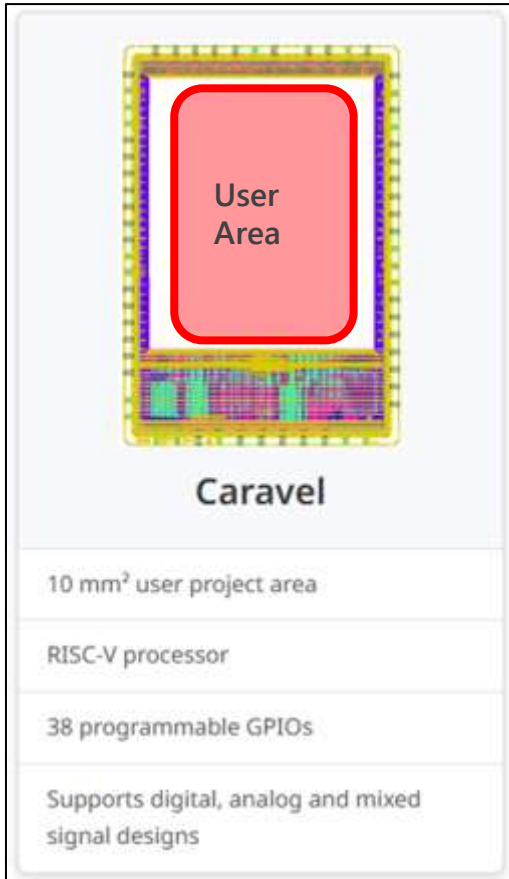 User
Area
Caravel
10 mm² user project area
RISC-V processor
38 programmable GPIOs
Supports digital, analog and mixed
signal designs